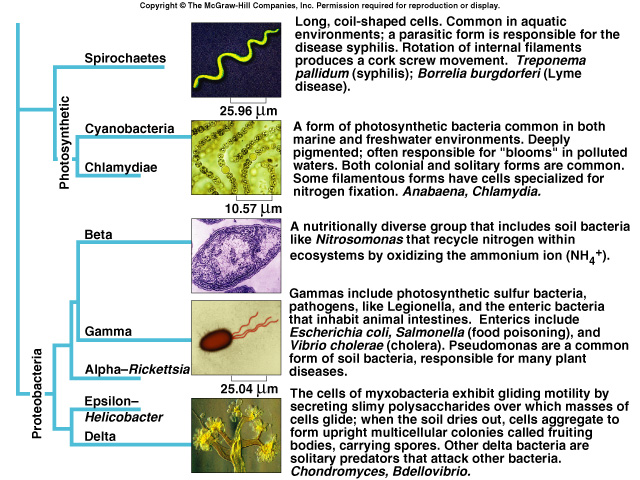 Copyright © The McGraw-Hill Companies, Inc. Permission required for reproduction or display.
Photosynthetic
Spirochaetes
25.96 µm
Long, coil-shaped cells. Common in aquatic
environments; a parasitic form is responsible for the
disease syphilis. Rotation of internal filaments
produces a cork screw movement. Treponema
pallidum (syphilis); Borrelia burgdorferi (Lyme
disease).
Cyanobacteria
Chlamydiae
10.57 µm
A form of photosynthetic bacteria common in both
marine and freshwater environments. Deeply
pigmented; often responsible for "blooms" in polluted
waters. Both colonial and solitary forms are common.
Some filamentous forms have cells specialized for
nitrogen fixation. Anabaena, Chlamydia.
Proteobacteria
Beta
A nutritionally diverse group that includes soil bacteria
like Nitrosomonas that recycle nitrogen within
ecosystems by oxidizing the ammonium ion (NH4+).
Gamma
Alpha–Rickettsia
25.04 µm
Gammas include photosynthetic sulfur bacteria,
pathogens, like Legionella, and the enteric bacteria
that inhabit animal intestines. Enterics include
Escherichia coli, Salmonella (food poisoning), and
Vibrio cholerae (cholera). Pseudomonas are a common
form of soil bacteria, responsible for many plant
diseases.
Epsilon–
Helicobacter
Delta
The cells of myxobacteria exhibit gliding motility by
secreting slimy polysaccharides over which masses of
cells glide; when the soil dries out, cells aggregate to
form upright multicellular colonies called fruiting
bodies, carrying spores. Other delta bacteria are
solitary predators that attack other bacteria.
Chondromyces, Bdellovibrio.